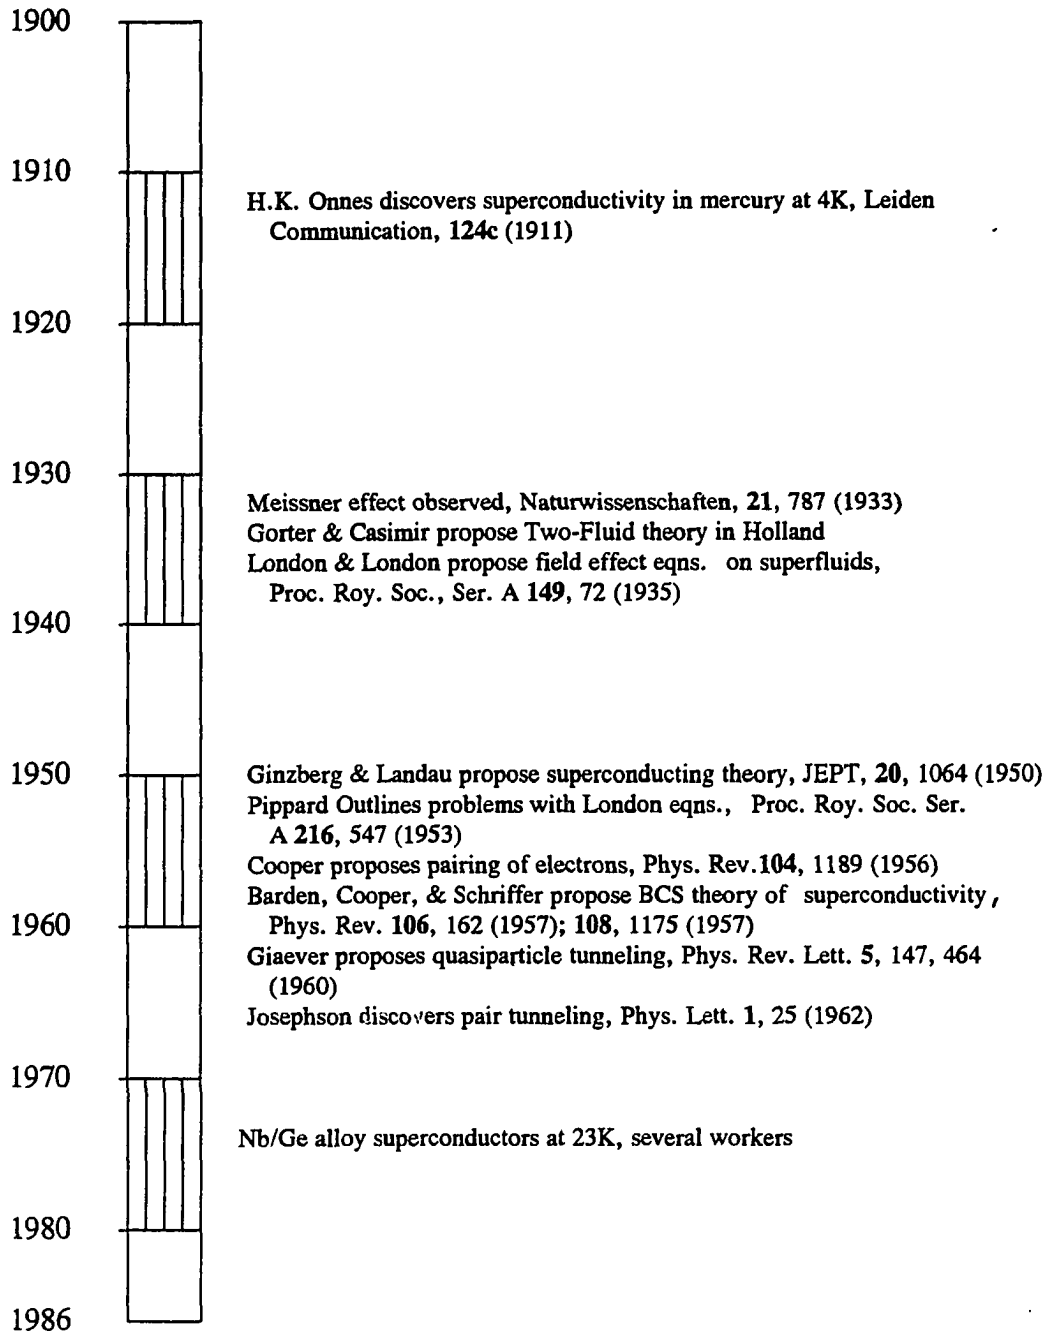 1900
1910
H.K. Onnes discovers superconductivity in mercury at 4K, Leiden
Communication, 124c (1911)
1920
1930
Meissner effect observed, Naturwissenschaften, 21, 787 (1933)
Gorter & Casimir propose Two-Fluid theory in Holland
London & London propose field effect eqns. on superfluids,
Proc. Roy. Soc., Ser. A 149, 72 (1935)
1940
1950
Ginzberg & Landau propose superconducting theory, JEPT, 20, 1064 (1950)
Pippard Outlines problems with London eqns., Proc. Roy. Soc. Ser.
A 216, 547 (1953)
Cooper proposes pairing of electrons, Phys. Rev.104, 1189 (1956)
Barden, Cooper, & Schriffer propose BCS theory of superconductivity,
Phys. Rev. 106, 162 (1957); 108, 1175 (1957)
1960
Giaever proposes quasiparticle tunneling, Phys. Rev. Lett. 5, 147, 464
(1960)
Josephson discovers pair tunneling, Phys. Lett. 1, 25 (1962)
1970
Nb/Ge alloy superconductors at 23K, several workers
1980
1986